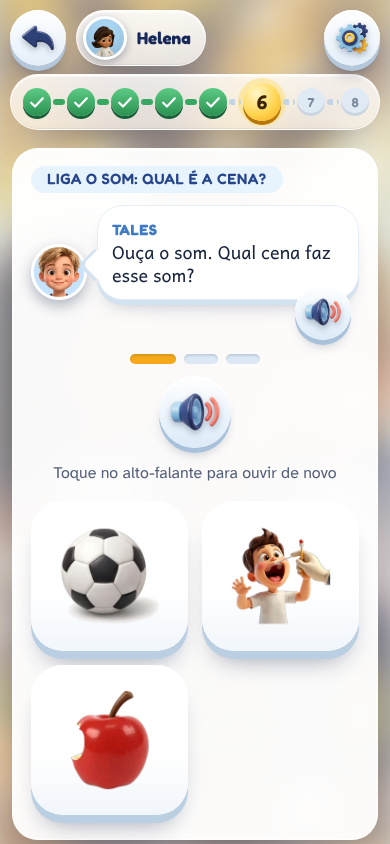 Helena
6
7
8
LIGA O SOM: QUAL É A CENA?
TALES
Ouça o som. Qual cena faz
esse som?
Toque no alto-falante para ouvir de novo